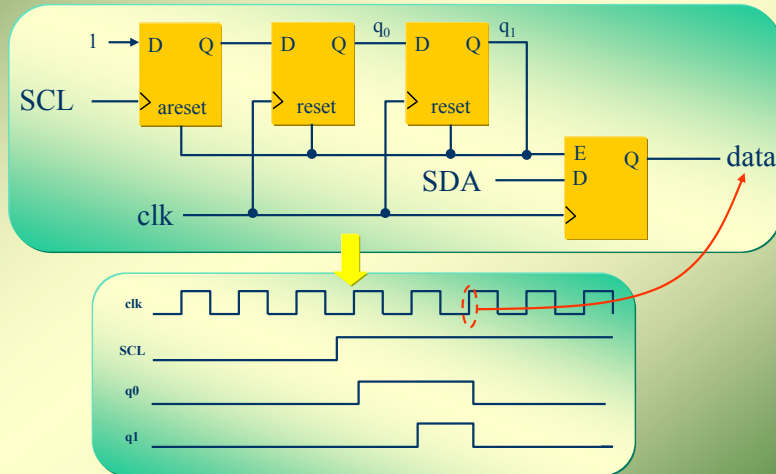 q0 q1
1 D Q D Q D Q
SCL areset reset reset
E Q data
SDA D
clk
clk
SCL
q0
q1